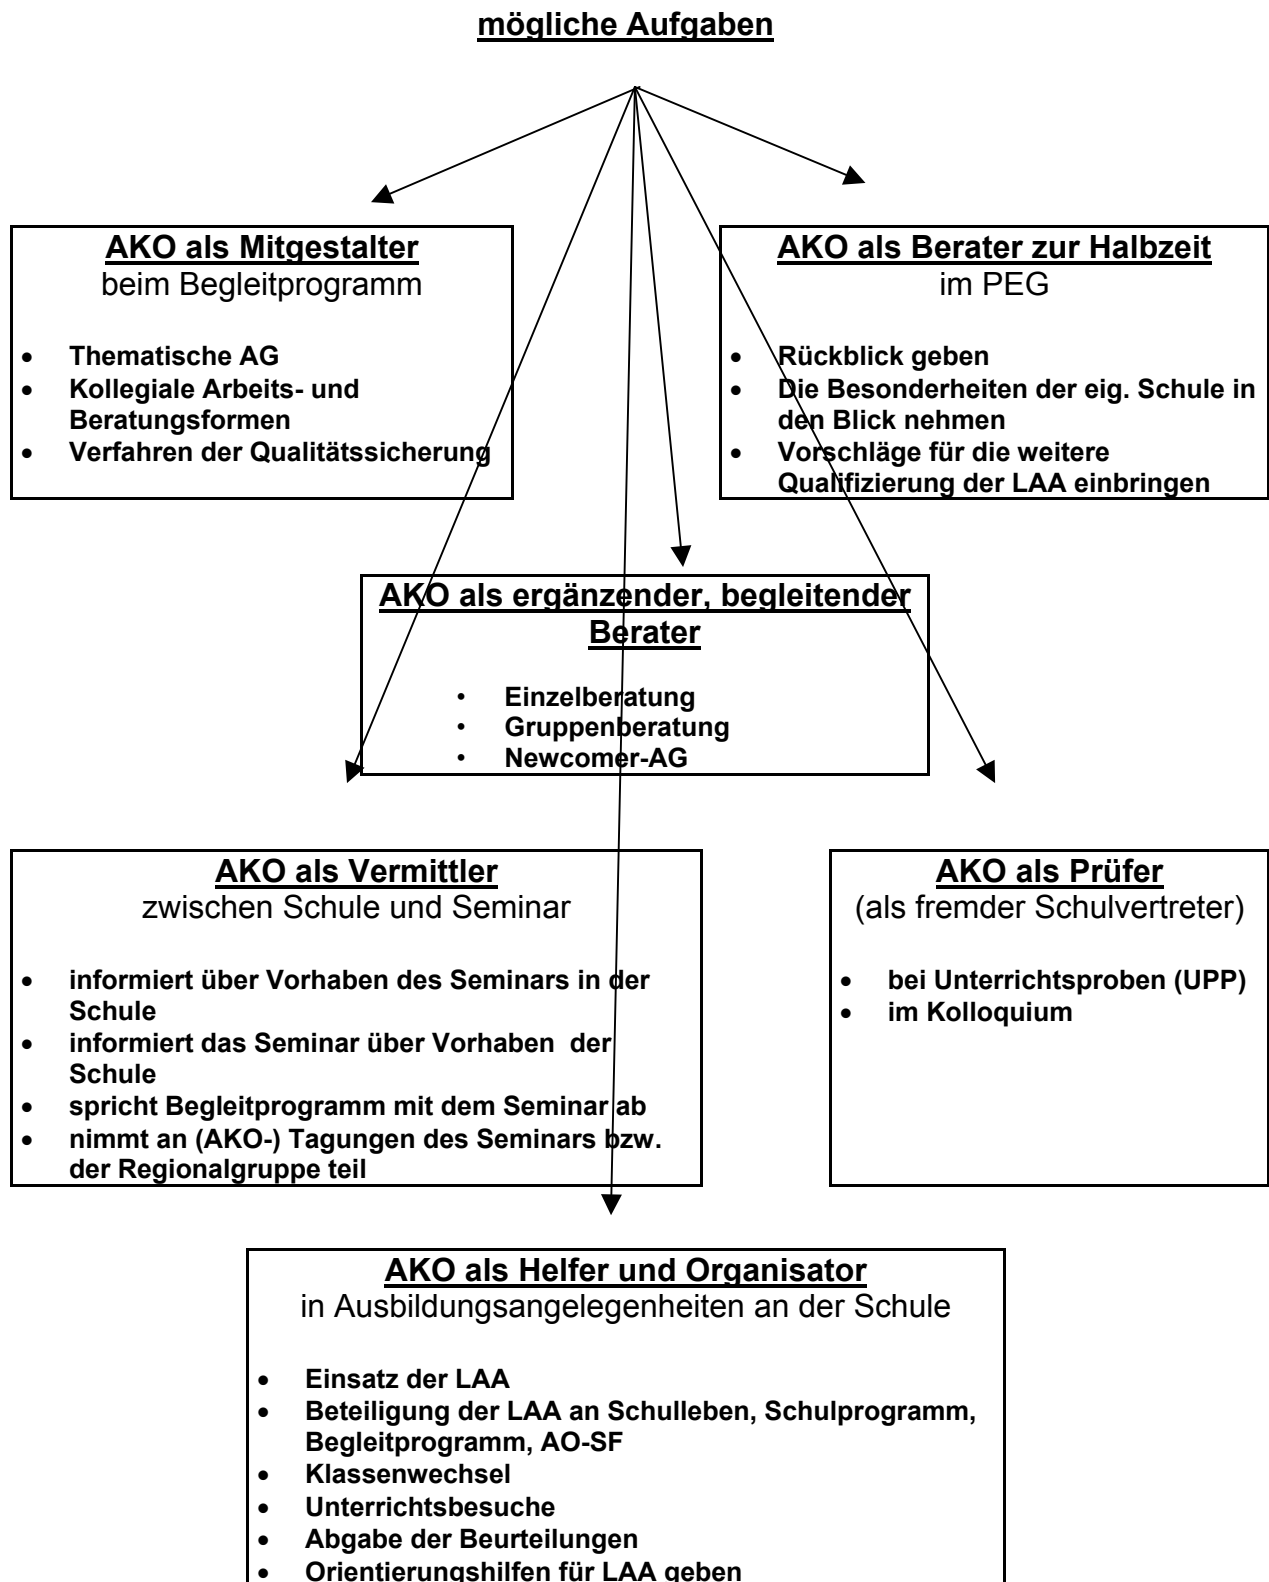 mögliche Aufgaben
AKO als Mitgestalter
beim Begleitprogramm
• Thematische AG
• Kollegiale Arbeits- und
Beratungsformen
• Verfahren der Qualitätssicherung
AKO als Berater zur Halbzeit
im PEG
• Rückblick geben
• Die Besonderheiten der eig. Schule in
den Blick nehmen
• Vorschläge für die weitere
Qualifizierung der LAA einbringen
AKO als ergänzender, begleitender
Berater
• Einzelberatung
• Gruppenberatung
• Newcomer-AG
AKO als Vermittler
zwischen Schule und Seminar
• informiert über Vorhaben des Seminars in der
Schule
• informiert das Seminar über Vorhaben der
Schule
• spricht Begleitprogramm mit dem Seminar ab
• nimmt an (AKO-) Tagungen des Seminars bzw.
der Regionalgruppe teil
AKO als Prüfer
(als fremder Schulvertreter)
• bei Unterrichtsproben (UPP)
• im Kolloquium
AKO als Helfer und Organisator
in Ausbildungsangelegenheiten an der Schule
• Einsatz der LAA
• Beteiligung der LAA an Schulleben, Schulprogramm,
Begleitprogramm, AO-SF
• Klassenwechsel
• Unterrichtsbesuche
• Abgabe der Beurteilungen
• Orientierungshilfen für LAA geben